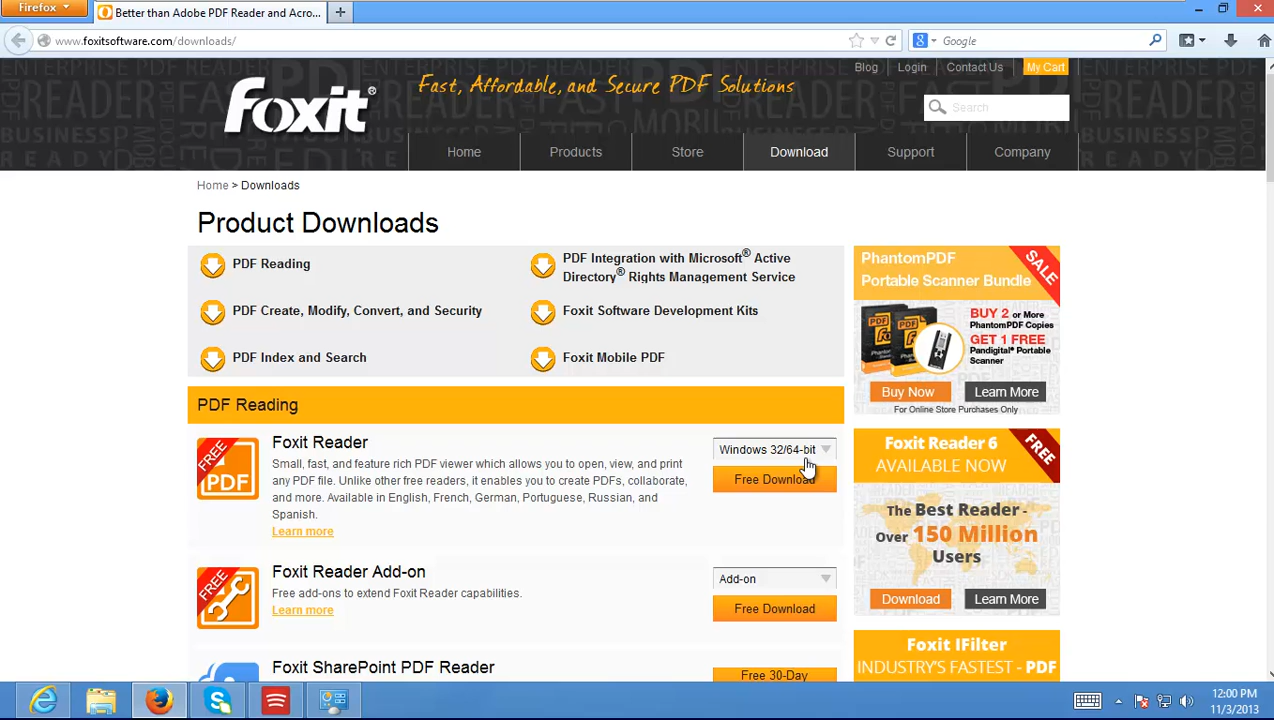 Firefox
Better than Adobe PDF Reader and Acro...
www.foxitsoftware.com/downloads/
Google
Blog
Login
Contact Us
My Cart
Fast, Affordable, and Secure PDF Solutions
foxit®
Search
Home
Products
Store
Download
Support
Company
Home > Downloads
Product Downloads
PDF Reading
PDF Integration with Microsoft® Active
Directory® Rights Management Service
PDF Create, Modify, Convert, and Security
Foxit Software Development Kits
PDF Index and Search
Foxit Mobile PDF
PDF Reading
FREE
PDF
Foxit Reader
Small, fast, and feature rich PDF viewer which allows you to open, view, and print
any PDF file. Unlike other free readers, it enables you to create PDFs, collaborate,
and more. Available in English, French, German, Portuguese, Russian, and
Spanish.
Learn more
Windows 32/64-bit
Free Download
FREE
Foxit Reader Add-on
Free add-ons to extend Foxit Reader capabilities.
Learn more
Add-on
Free Download
Foxit SharePoint PDF Reader
Free 30-Day
PhantomPDF
Portable Scanner Bundle
SALE
BUY 2 or More
PhantomPDF Copies
GET 1 FREE
Pandigital® Portable
Scanner
Buy Now
Learn More
For Online Store Purchases Only
Foxit Reader 6
AVAILABLE NOW
FREE
The Best Reader -
Over 150 Million
Users
Download
Learn More
Foxit IFilter
INDUSTRY'S FASTEST - PDF
12:00 PM
11/3/2013